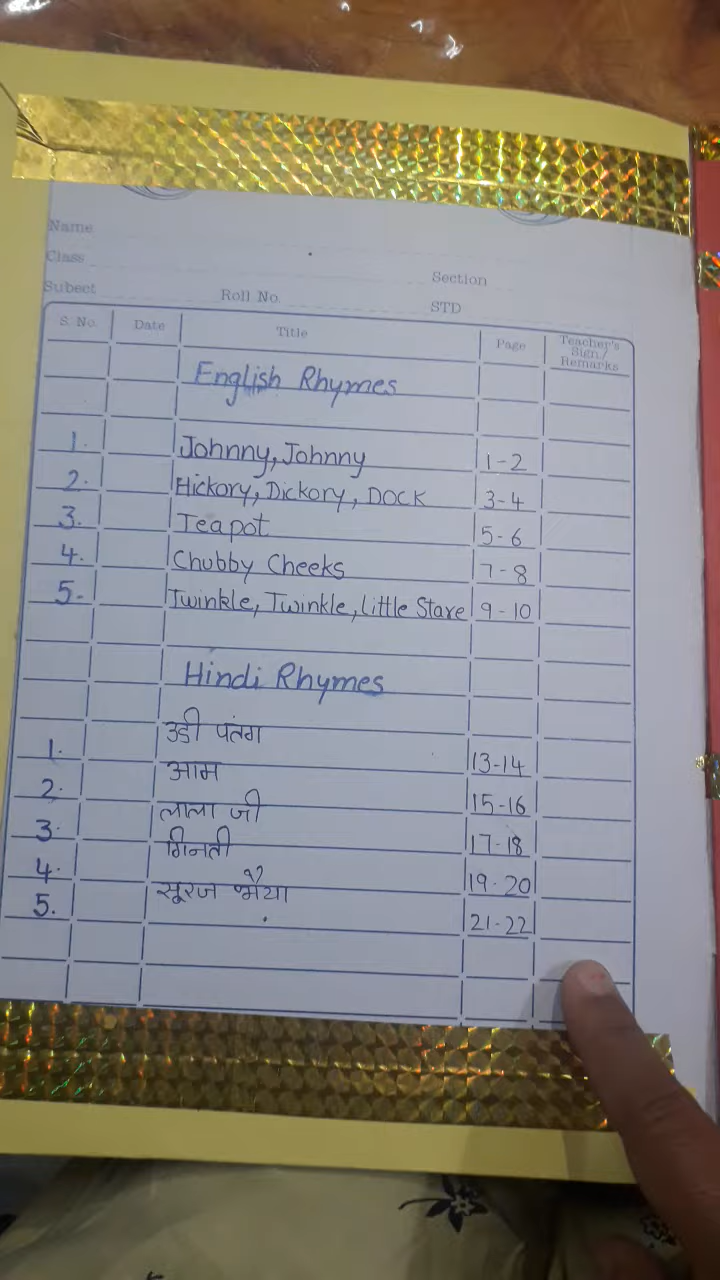 Name
Class
Section
Subect
Roll No.
STD
S. No. Date Title Page Teacher's Sign./ Remarks
English Rhymes
1. Johnny, Johnny 1-2
2. Hickory, Dickory, DOCK 3-4
3. Teapot 5-6
4. Chubby Cheeks 7-8
5. Twinkle, Twinkle, Little Stare 9-10
Hindi Rhymes
1. उडी पतंग 13-14
2. आम 15-16
3. लाला जी 17-18
4. गिनती 19-20
5. सूरज भैया 21-22